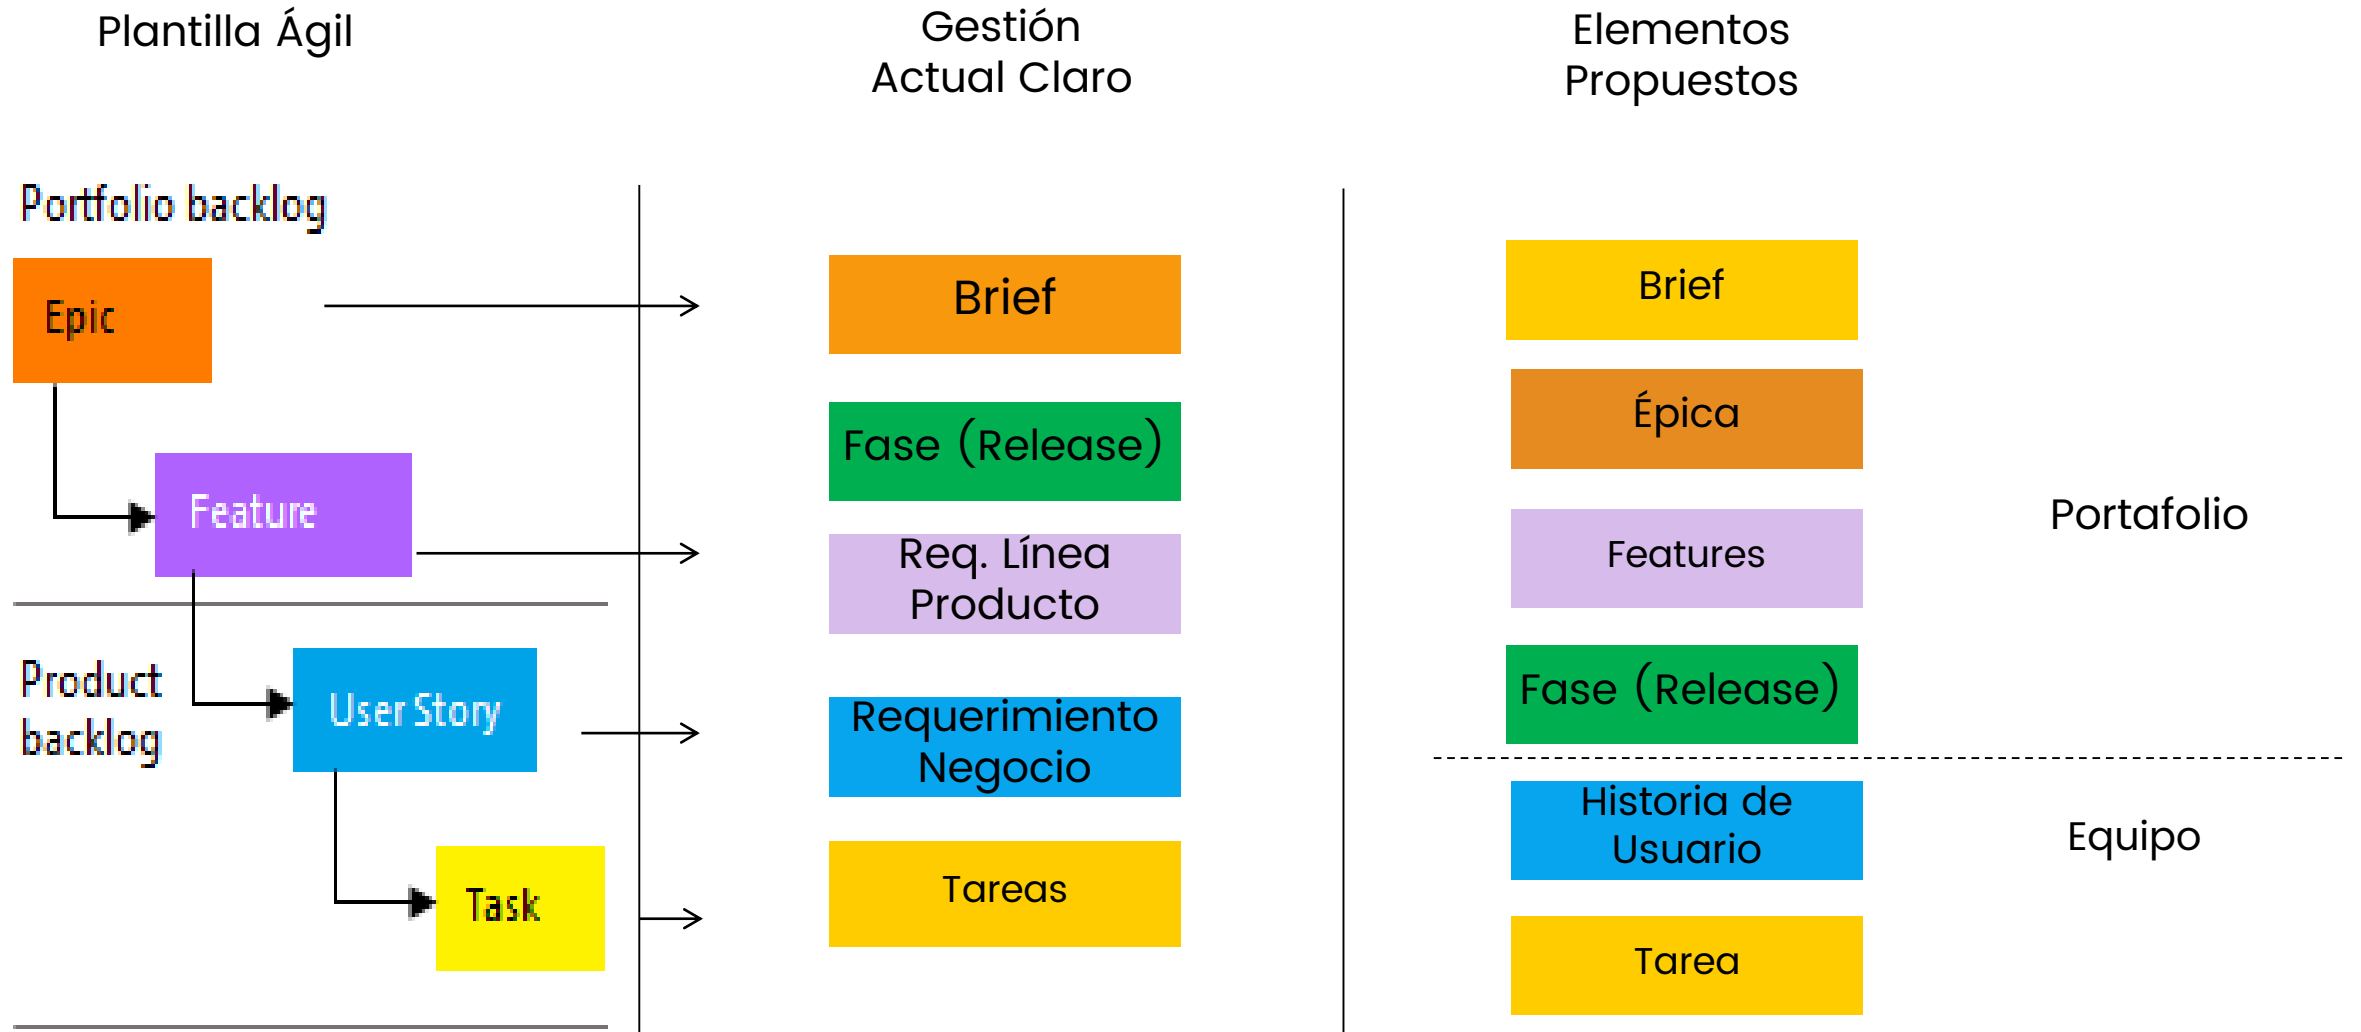 Plantilla Ágil
Gestión
Actual Claro
Elementos
Propuestos
Portfolio backlog
Epic
Feature
Product
backlog
User Story
Task
Brief
Fase (Release)
Req. Línea
Producto
Requerimiento
Negocio
Tareas
Brief
Épica
Features
Fase (Release)
Portafolio
Historia de
Usuario
Tarea
Equipo